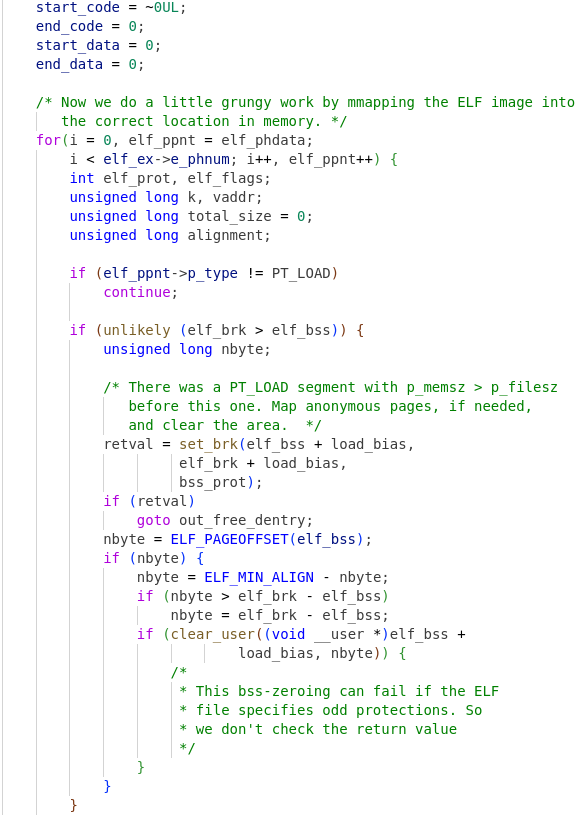 start_code = ~0UL;
end_code = 0;
start_data = 0;
end_data = 0;

/* Now we do a little grungy work by mmapping the ELF image into
   the correct location in memory. */
for(i = 0, elf_ppnt = elf_phdata;
    i < elf_ex->e_phnum; i++, elf_ppnt++) {
    int elf_prot, elf_flags;
    unsigned long k, vaddr;
    unsigned long total_size = 0;
    unsigned long alignment;

    if (elf_ppnt->p_type != PT_LOAD)
        continue;

    if (unlikely (elf_brk > elf_bss)) {
        unsigned long nbyte;

        /* There was a PT_LOAD segment with p_memsz > p_filesz
           before this one. Map anonymous pages, if needed,
           and clear the area.  */
        retval = set_brk(elf_bss + load_bias,
                 elf_brk + load_bias,
                 bss_prot);
        if (retval)
            goto out_free_dentry;
        nbyte = ELF_PAGEOFFSET(elf_bss);
        if (nbyte) {
            nbyte = ELF_MIN_ALIGN - nbyte;
            if (nbyte > elf_brk - elf_bss)
                nbyte = elf_brk - elf_bss;
            if (clear_user((void __user *)elf_bss +
                        load_bias, nbyte)) {
                /*
                 * This bss-zeroing can fail if the ELF
                 * file specifies odd protections. So
                 * we don't check the return value
                 */
            }
        }
    }